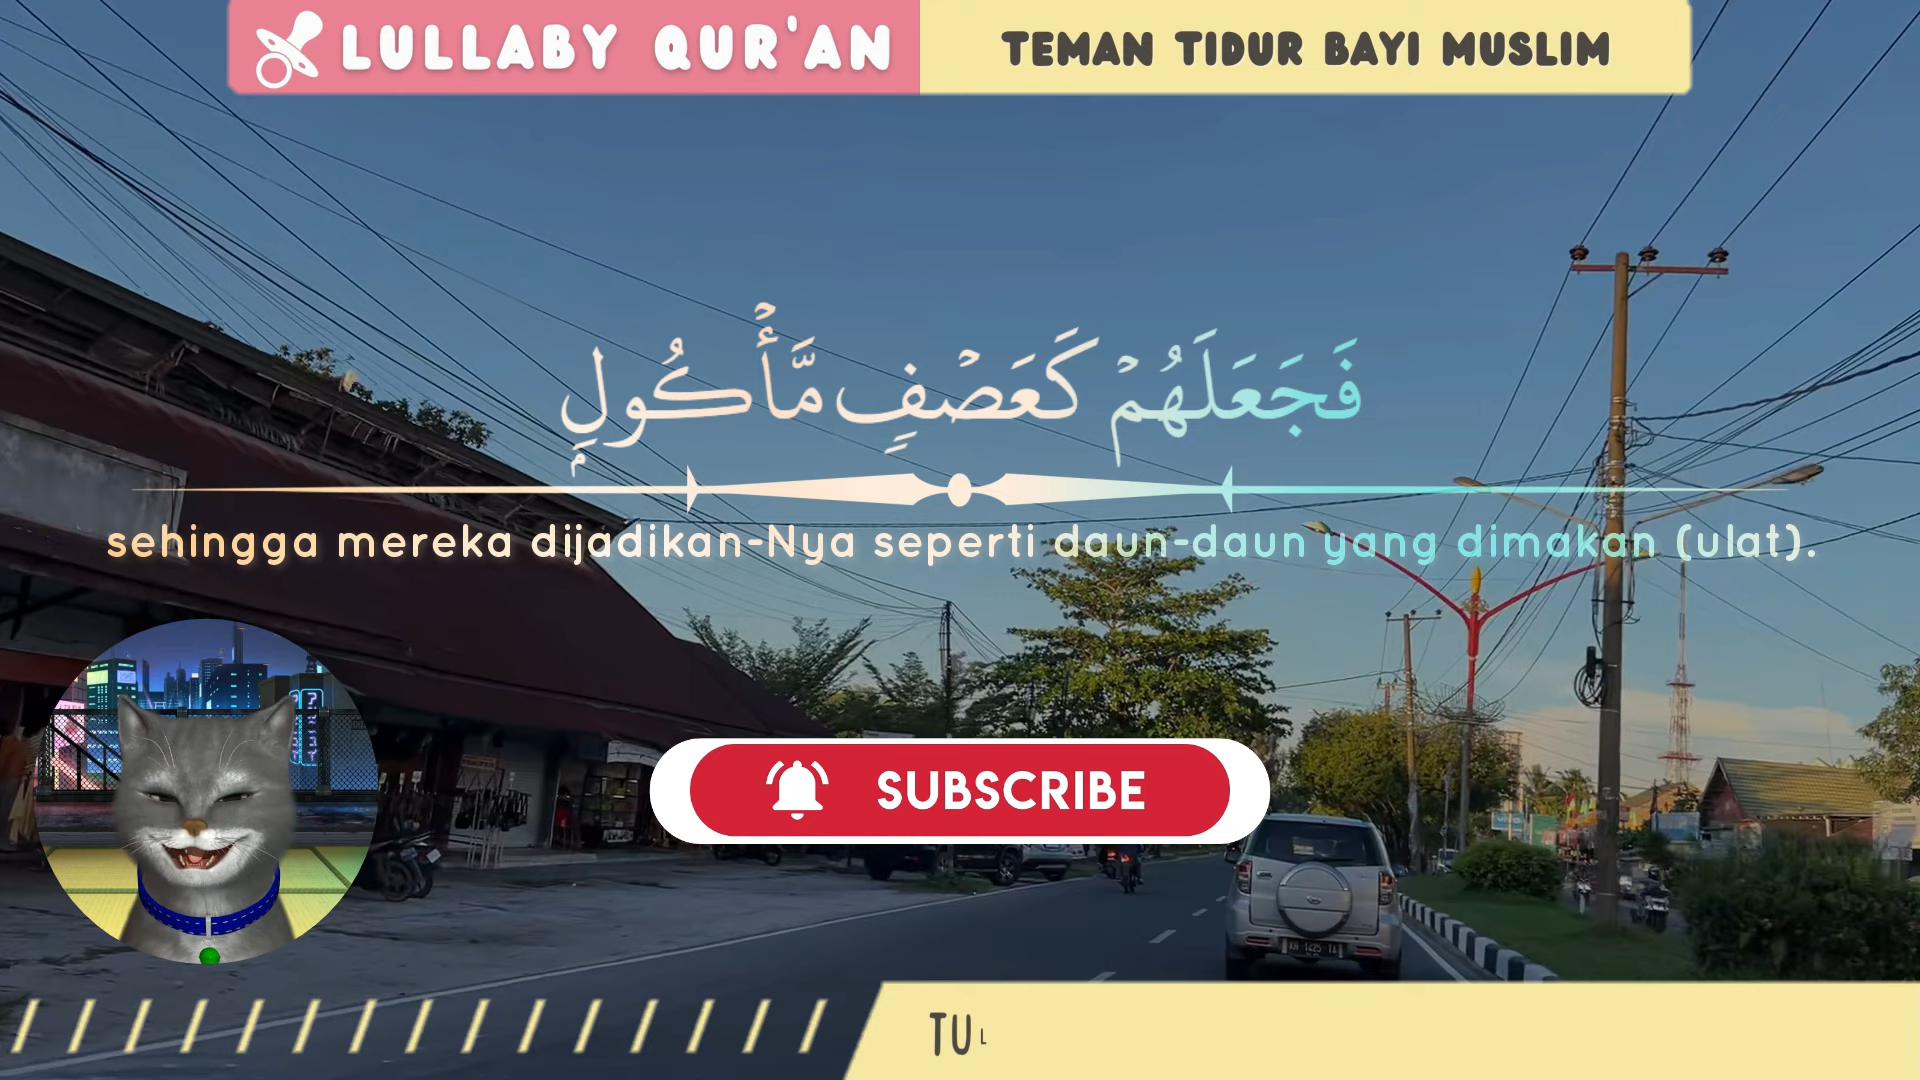 LULLABY QUR'AN
TEMAN TIDUR BAYI MUSLIM
فَجَعَلَهُمْ كَعَصْفٍ مَّأْكُولٍۭ
sehingga mereka dijadikan-Nya seperti daun-daun yang dimakan (ulat).
SUBSCRIBE
TUL